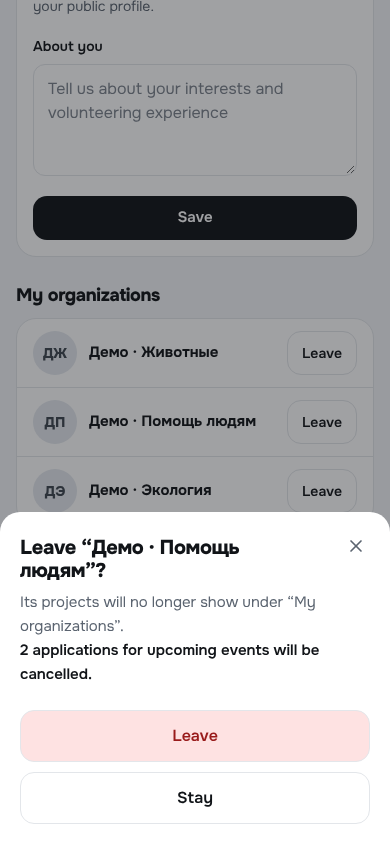 your public profile.
About you
Tell us about your interests and
volunteering experience
Save
My organizations
ДЖ
Демо · Животные
Leave
ДП
Демо · Помощь людям
Leave
ДЭ
Демо · Экология
Leave
Leave “Демо · Помощь
людям”?
Its projects will no longer show under “My
organizations”.
2 applications for upcoming events will be
cancelled.
Leave
Stay